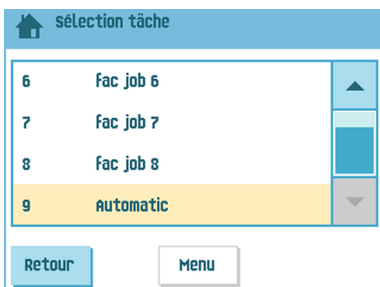 Sélection tâche
6 Fac job 6
7 Fac job 7
8 Fac job 8
9 Automatic
Retour Menu